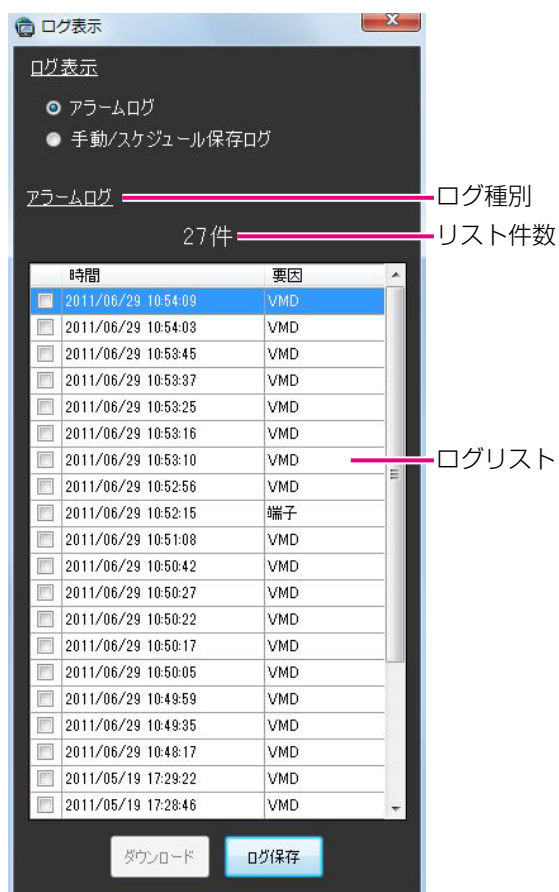 ログ表示
ログ表示
アラームログ
手動/スケジュール保存ログ
アラームログ ログ種別
27件 リスト件数
時間 要因
2011/06/29 10:54:09 VMD
2011/06/29 10:54:03 VMD
2011/06/29 10:53:45 VMD
2011/06/29 10:53:37 VMD
2011/06/29 10:53:25 VMD
2011/06/29 10:53:16 VMD
2011/06/29 10:53:10 VMD ログリスト
2011/06/29 10:52:56 VMD
2011/06/29 10:52:15 端子
2011/06/29 10:51:08 VMD
2011/06/29 10:50:42 VMD
2011/06/29 10:50:27 VMD
2011/06/29 10:50:22 VMD
2011/06/29 10:50:17 VMD
2011/06/29 10:50:05 VMD
2011/06/29 10:49:59 VMD
2011/06/29 10:49:35 VMD
2011/06/29 10:48:17 VMD
2011/05/19 17:29:22 VMD
2011/05/19 17:28:46 VMD
ダウンロード ログ保存